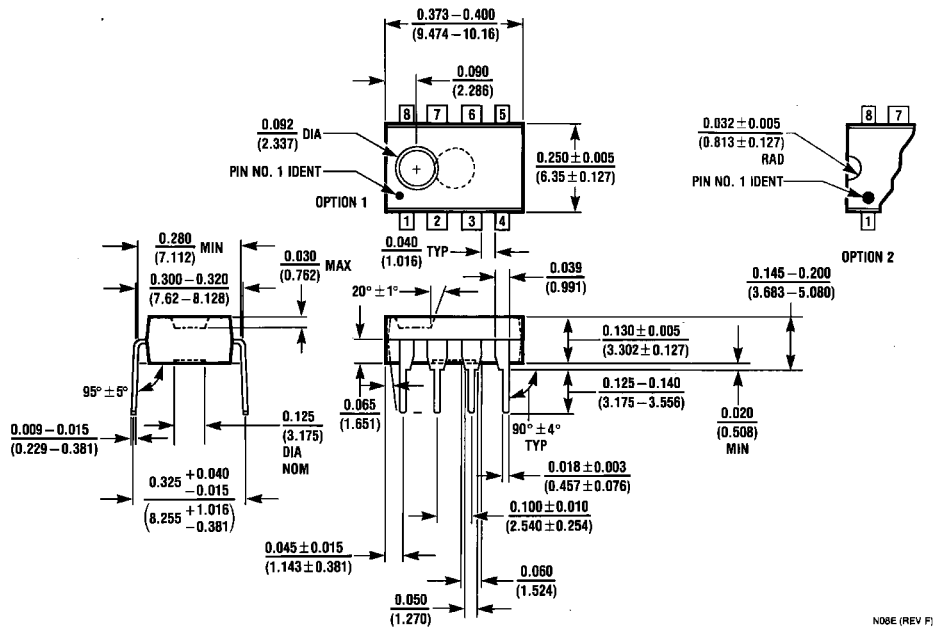 0.373–0.400
(9.474–10.16)
0.090
(2.286)
8 7 6 5
0.092 DIA
(2.337)
PIN NO. 1 IDENT
OPTION 1
0.250 ± 0.005
(6.35 ± 0.127)
1 2 3 4
0.032 ± 0.005
(0.813 ± 0.127)
RAD
PIN NO. 1 IDENT
8 7
1
OPTION 2
0.280 MIN
(7.112)
0.300–0.320
(7.62–8.128)
0.030 MAX
(0.762)
0.040 TYP
(1.016)
0.039
(0.991)
20° ± 1°
0.145–0.200
(3.683–5.080)
0.130 ± 0.005
(3.302 ± 0.127)
0.125–0.140
(3.175–3.556)
0.020
(0.508)
MIN
95° ± 5°
0.009–0.015
(0.229–0.381)
0.125
(3.175)
DIA
NOM
0.065
(1.651)
90° ± 4°
TYP
0.018 ± 0.003
(0.457 ± 0.076)
0.325 +0.040 −0.015
(8.255 +1.016 −0.381)
0.100 ± 0.010
(2.540 ± 0.254)
0.045 ± 0.015
(1.143 ± 0.381)
0.060
(1.524)
0.050
(1.270)
N08E (REV F)